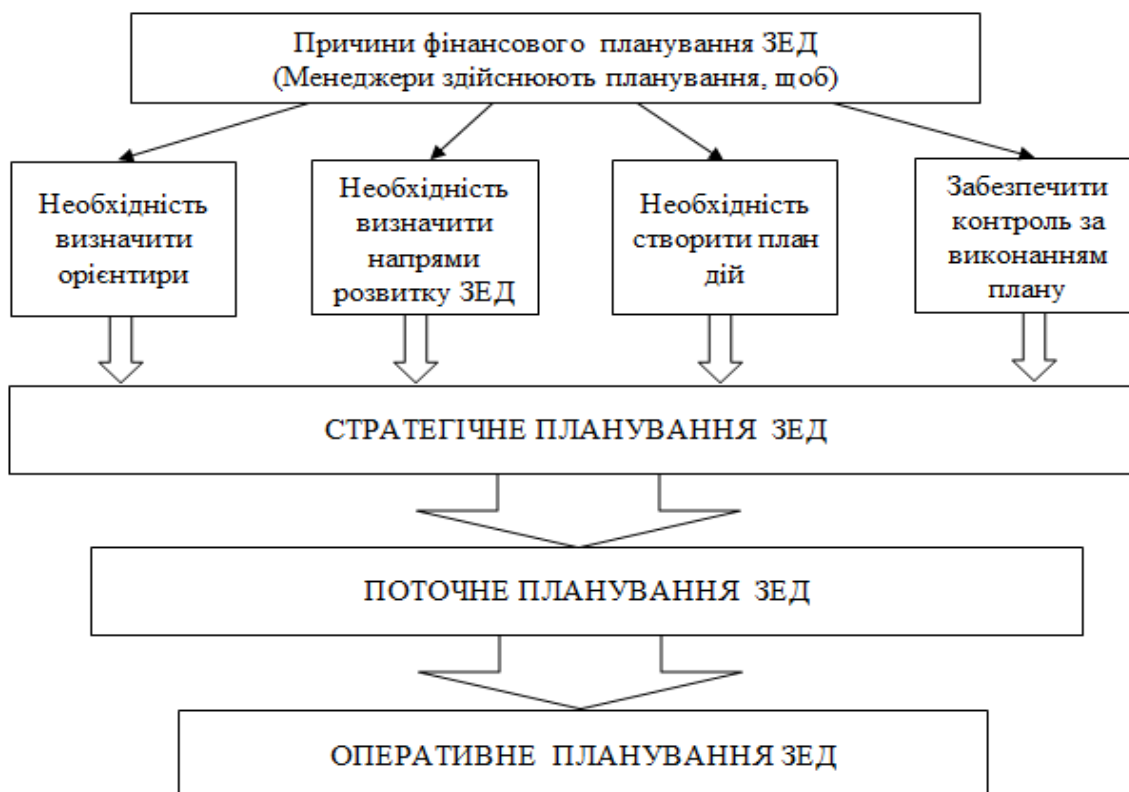 Причини фінансового планування ЗЕД
(Менеджери здійснюють планування, щоб)
Необхідність
визначити
орієнтири
Необхідність
визначити
напрями
розвитку ЗЕД
Необхідність
створити план
дій
Забезпечити
контроль за
виконанням
плану
СТРАТЕГІЧНЕ ПЛАНУВАННЯ ЗЕД
ПОТОЧНЕ ПЛАНУВАННЯ ЗЕД
ОПЕРАТИВНЕ ПЛАНУВАННЯ ЗЕД